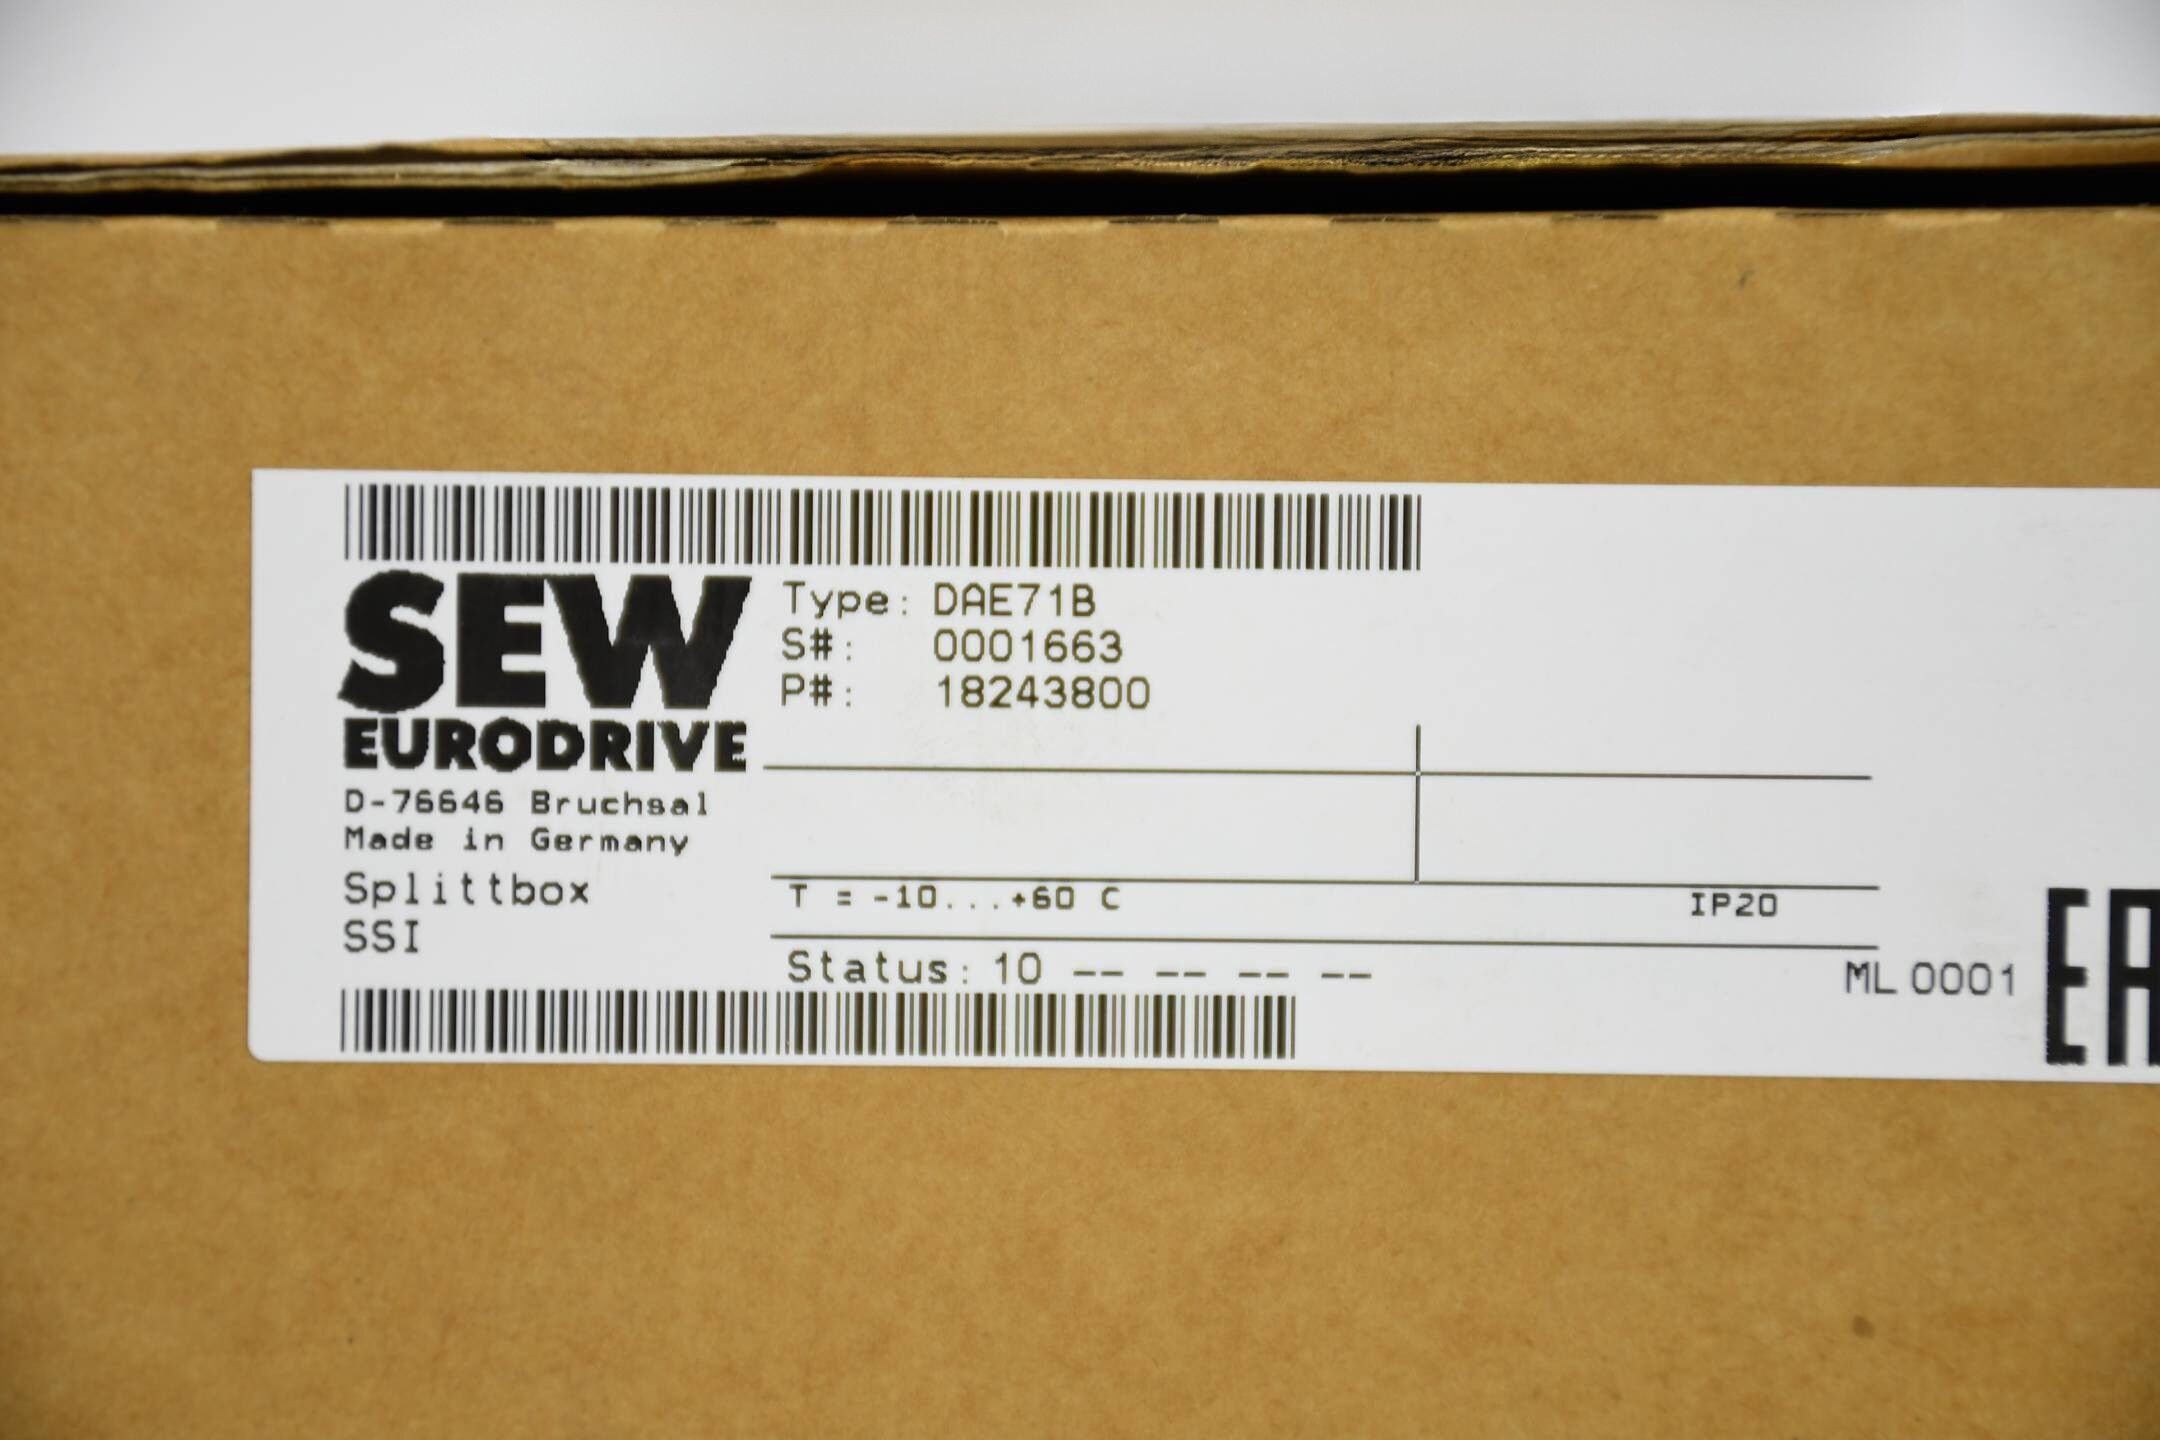 SEW
EURODRIVE
D-76646 Bruchsal
Made in Germany
Splittbox
SSI
Type: DAE71B
S#: 0001663
P#: 18243800
T = -10...+60 C
IP20
Status: 10 -- -- -- --
ML 0001